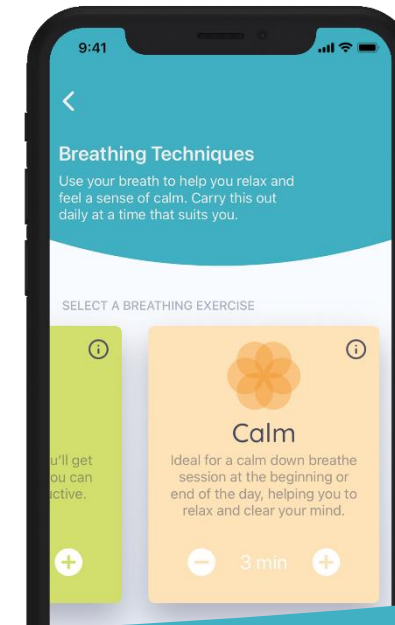 9:41
Breathing Techniques
Use your breath to help you relax and
feel a sense of calm. Carry this out
daily at a time that suits you.
SELECT A BREATHING EXERCISE
u'll get
ou can
ctive.
Calm
Ideal for a calm down breathe
session at the beginning or
end of the day, helping you to
relax and clear your mind.
3 min